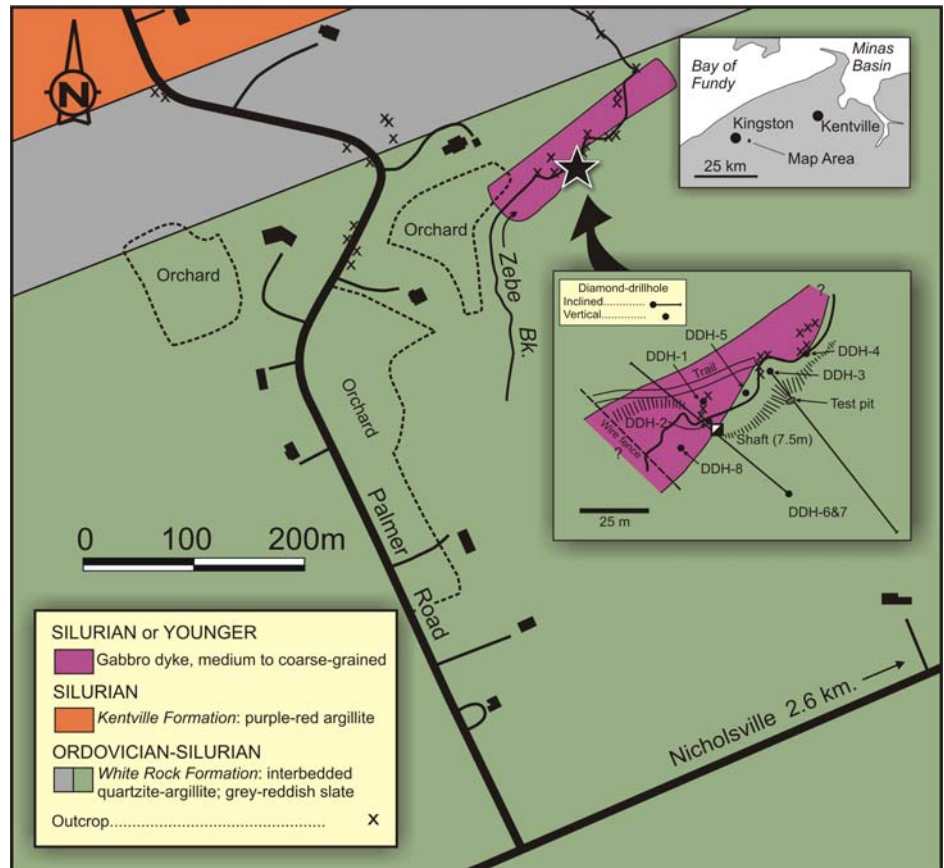 N
Bay of
Fundy
Minas
Basin
Kingston
Kentville
Map Area
25 km
Orchard
Orchard
Zebe
Bk.
Orchard
Palmer
Road
Nicholsville 2.6 km.
Diamond-drillhole
Inclined............
Vertical............
DDH-5
DDH-1
Trail
?
DDH-4
DDH-3
Test pit
DDH-2
Shaft (7.5m)
Wire fence
?
DDH-8
DDH-6&7
25 m
0 100 200m
SILURIAN or YOUNGER
Gabbro dyke, medium to coarse-grained
SILURIAN
Kentville Formation: purple-red argillite
ORDOVICIAN-SILURIAN
White Rock Formation: interbedded
quartzite-argillite; grey-reddish slate
Outcrop................................................ x